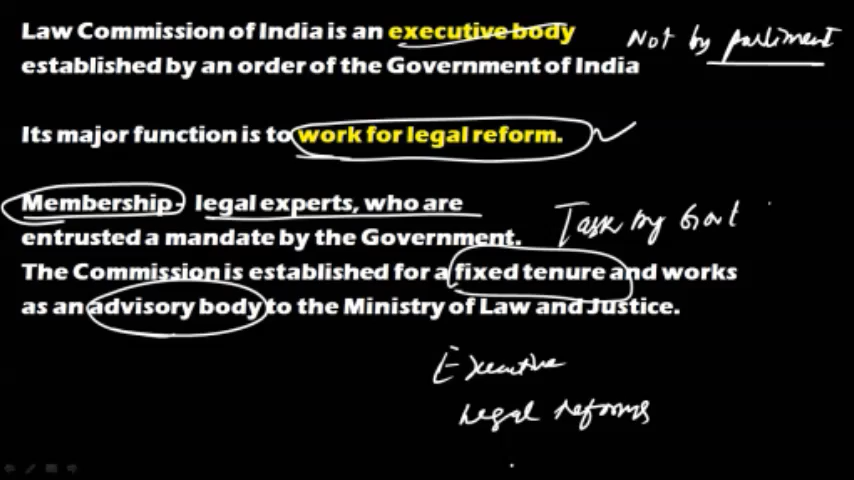 Law Commission of India is an executive body
Not by parliment
established by an order of the Government of India
Its major function is to work for legal reform.
Membership - legal experts, who are
entrusted a mandate by the Government.
Task by Govt
The Commission is established for a fixed tenure and works
as an advisory body to the Ministry of Law and Justice.
Executive
Legal reforms